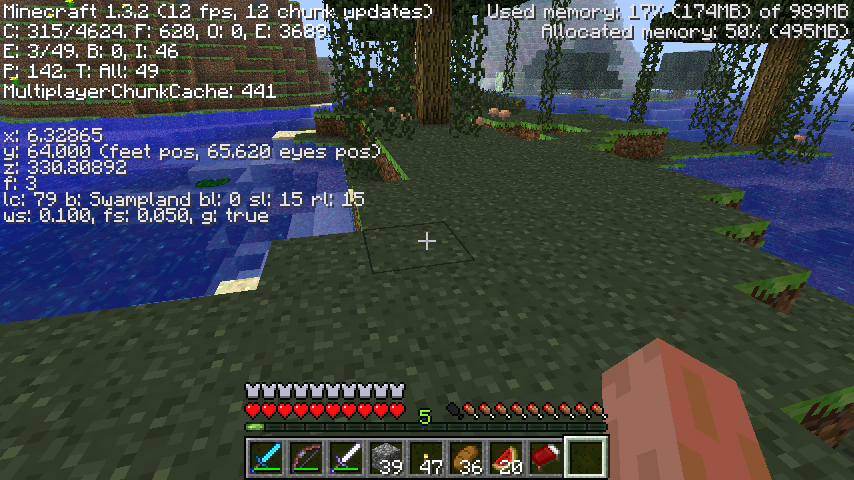 Minecraft 1.3.2 (12 fps, 12 chunk updates)
Used memory: 17% (174MB) of 989MB
C: 315/4624. F: 620, O: 0, E: 3689
Allocated memory: 50% (495MB)
E: 3/49. B: 0, I: 46
P: 142. T: All: 49
MultiplayerChunkCache: 441
x: 6.32865
y: 64.000 (feet pos, 65.620 eyes pos)
z: 330.80892
f: 3
lc: 79 b: Swampland bl: 0 sl: 15 rl: 15
ws: 0.100, fs: 0.050, g: true
5
39 47 36 20